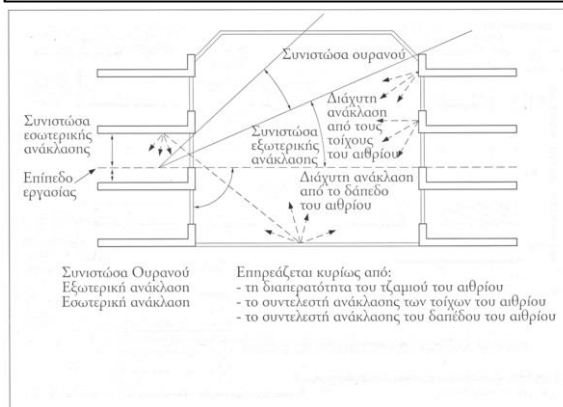 Συνιστώσα ουρανού
Συνιστώσα
εσωτερικής
ανάκλασης
Επίπεδο
εργασίας
Συνιστώσα
εξωτερικής
ανάκλασης
Διάχυτη
ανάκλαση
από τους
τοίχους
του αιθρίου
Διάχυτη ανάκλαση
από το δάπεδο
του αιθρίου
Συνιστώσα Ουρανού
Εξωτερική ανάκλαση
Εσωτερική ανάκλαση
Επηρεάζεται κυρίως από:
- τη διαπερατότητα του τζαμιού του αιθρίου
- το συντελεστή ανάκλασης των τοίχων του αιθρίου
- το συντελεστή ανάκλασης του δαπέδου του αιθρίου